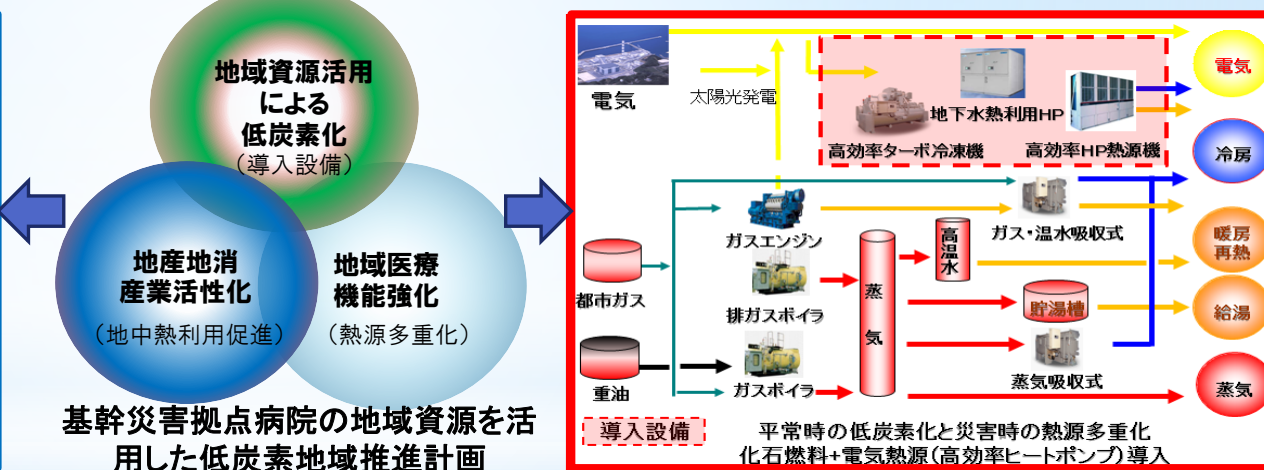 地域資源活用
による
低炭素化
（導入設備）
地産地消
産業活性化
（地中熱利用促進）
地域医療
機能強化
（熱源多重化）
基幹災害拠点病院の地域資源を活
用した低炭素地域推進計画
電気
太陽光発電
地下水熱利用HP
高効率ターボ冷凍機
高効率HP熱源機
電気
冷房
ガスエンジン
ガス・温水吸収式
高温水
暖房
再熱
都市ガス
排ガスボイラ
蒸気
貯湯槽
給湯
重油
ガスボイラ
蒸気吸収式
蒸気
導入設備
平常時の低炭素化と災害時の熱源多重化
化石燃料+電気熱源（高効率ヒートポンプ）導入